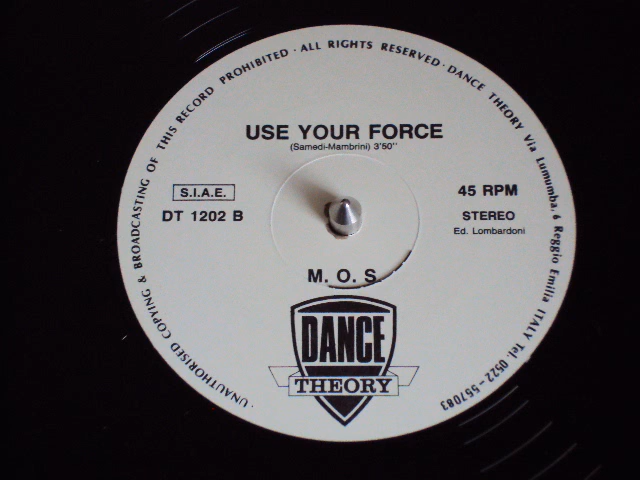 · UNAUTHORISED COPYING & BROADCASTING OF THIS RECORD PROHIBITED · ALL RIGHTS RESERVED · DANCE THEORY Via Lumumba, 6 Reggio Emilia ITALY Tel. 0522-557083
USE YOUR FORCE
(Samedi-Mambrini) 3'50"
S.I.A.E.
DT 1202 B
45 RPM
STEREO
Ed. Lombardoni
M. O. S.
DANCE
THEORY